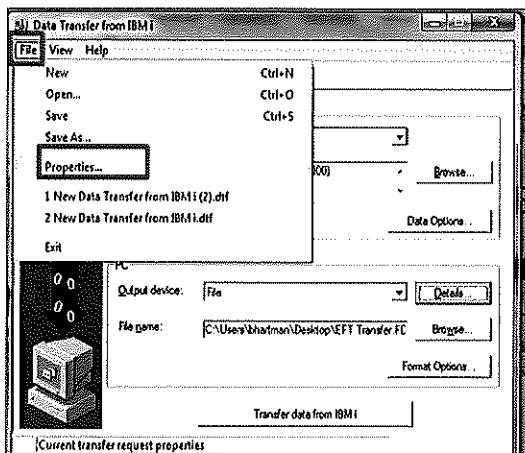 Data Transfer from IBM i
File View Help
New Ctrl+N
Open... Ctrl+O
Save Ctrl+S
Save As...
Properties...
1 New Data Transfer from IBM i (2).dtf
2 New Data Transfer from IBM i.dtf
Exit
Browse...
Data Options...
PC
Output device: File Details...
File name: C:\Users\bhartman\Desktop\EFT Transfer.FD Browse...
Format Options...
Transfer data from IBM i
Current transfer request properties